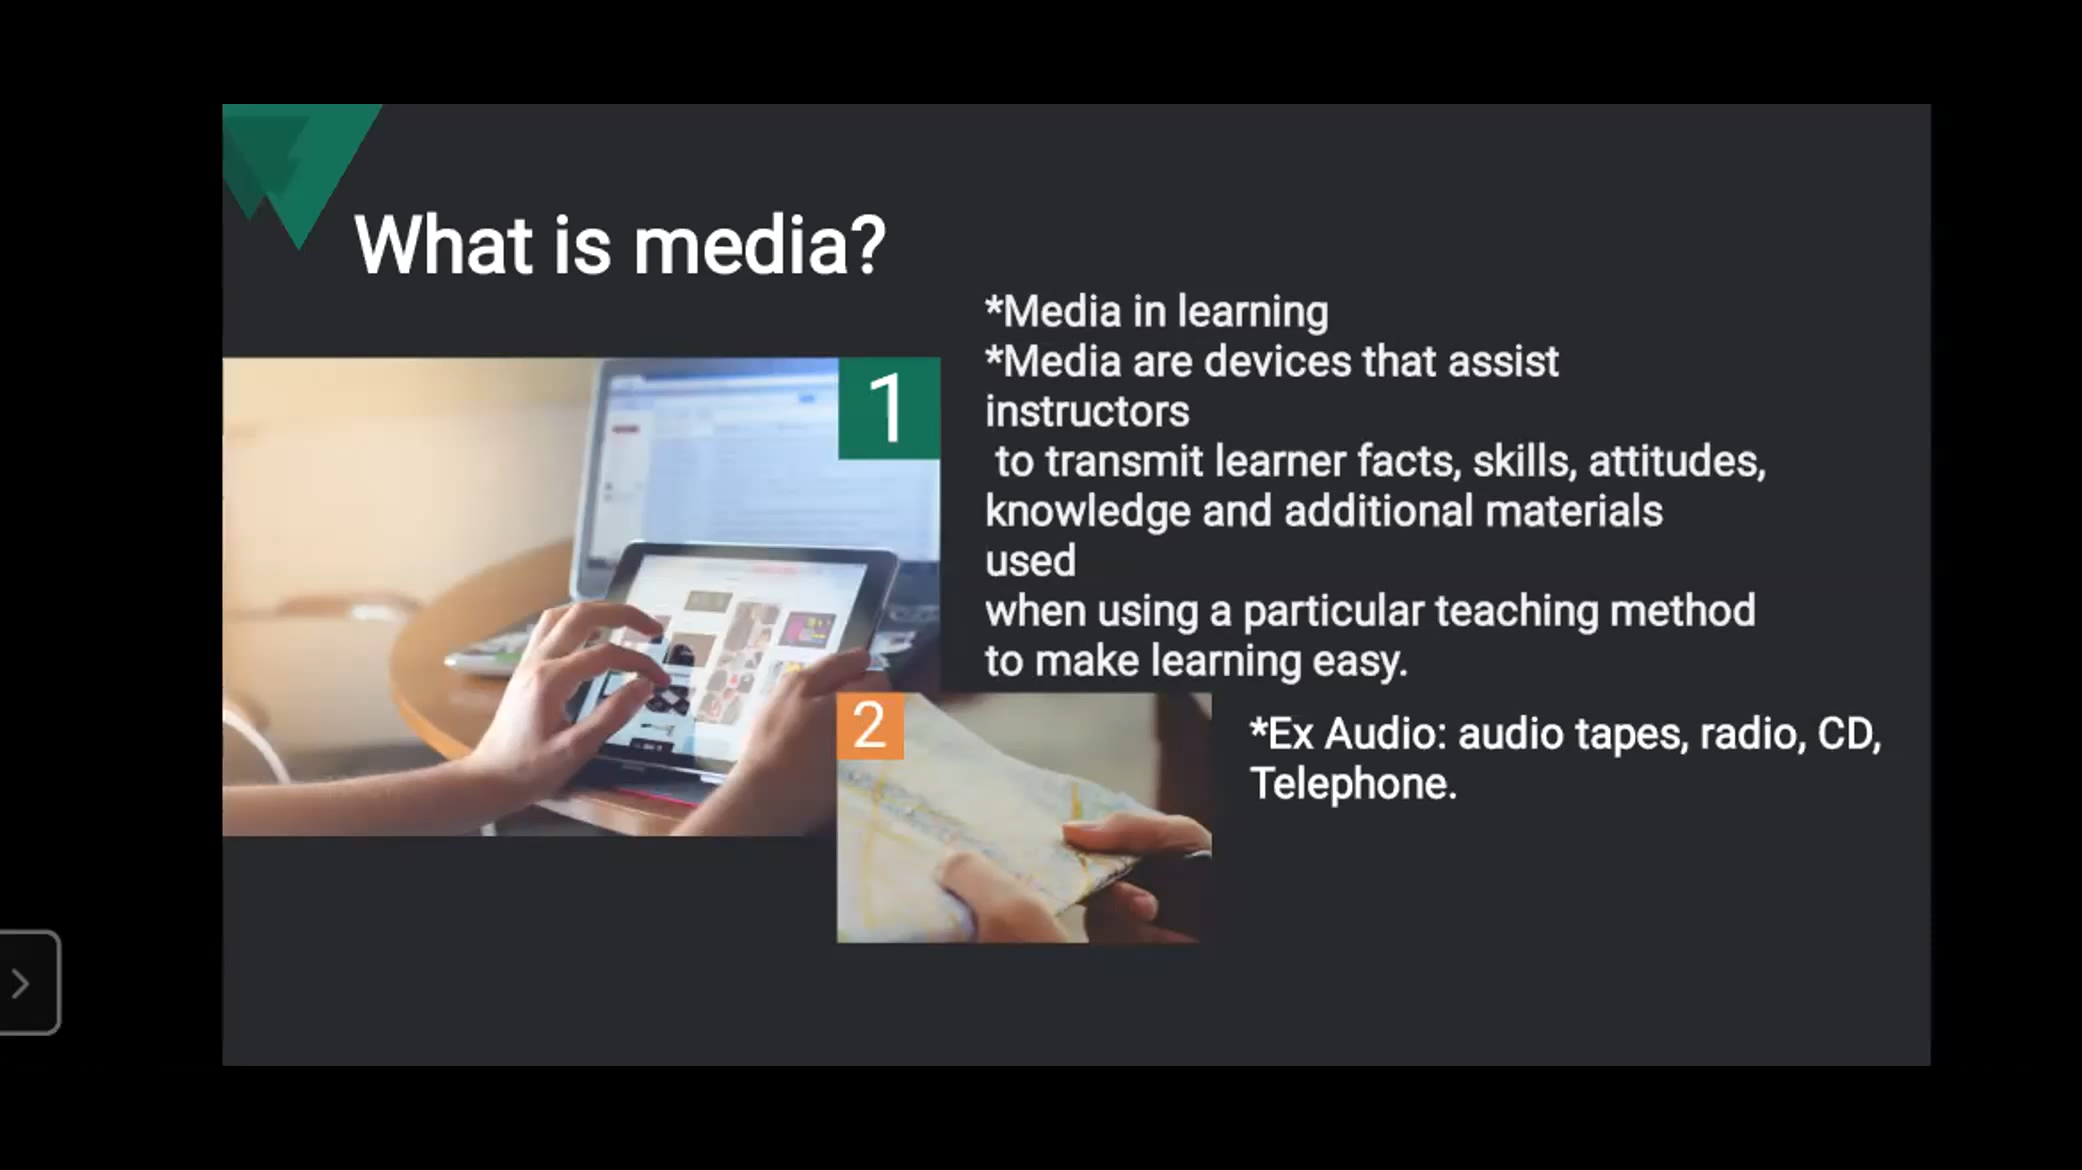 What is media?
*Media in learning
*Media are devices that assist
instructors
to transmit learner facts, skills, attitudes,
knowledge and additional materials
used
when using a particular teaching method
to make learning easy.
1
2
*Ex Audio: audio tapes, radio, CD,
Telephone.